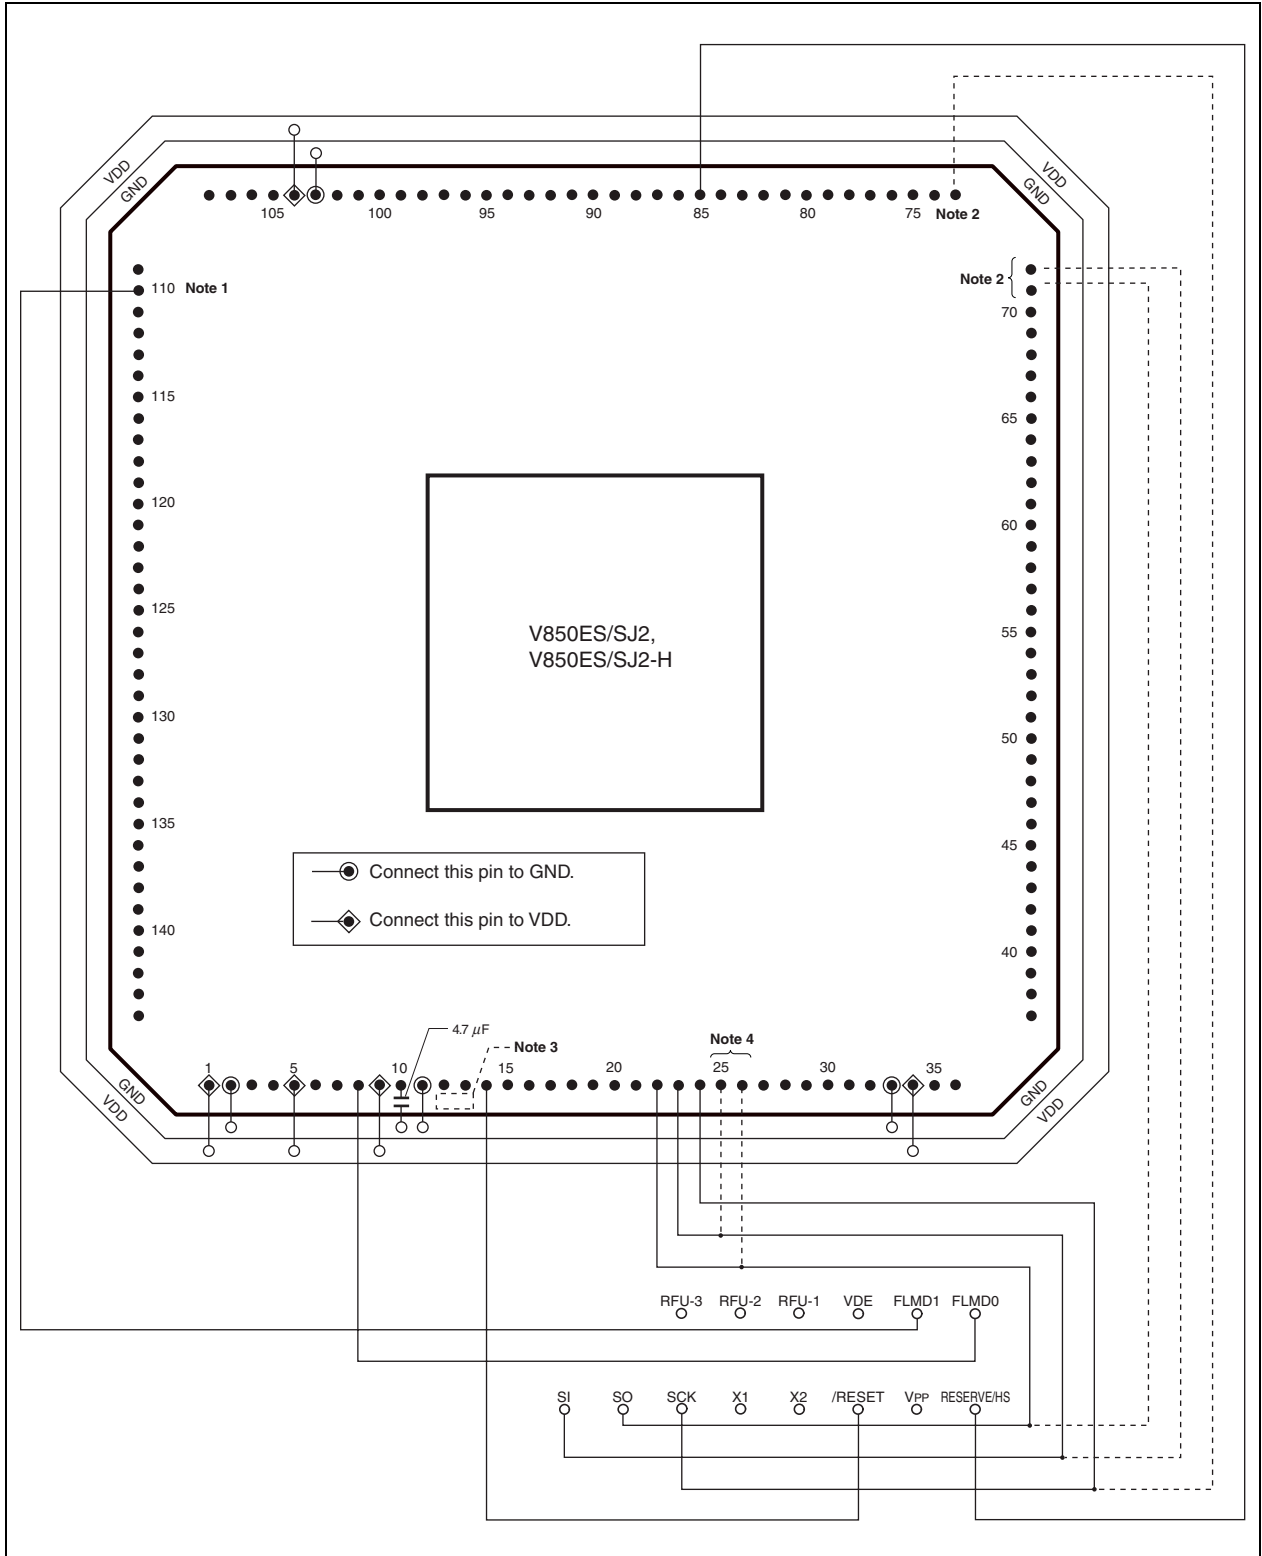 VDD
GND
VDD
GND
105
100
95
90
85
80
75
Note 2
110 Note 1
Note 2
70
115
65
120
60
125
55
V850ES/SJ2,
V850ES/SJ2-H
130
50
135
45
Connect this pin to GND.
Connect this pin to VDD.
140
40
4.7 μF
Note 3
Note 4
1
5
10
15
20
25
30
35
GND
VDD
GND
VDD
RFU-3
RFU-2
RFU-1
VDE
FLMD1
FLMD0
SI
SO
SCK
X1
X2
/RESET
VPP
RESERVE/HS